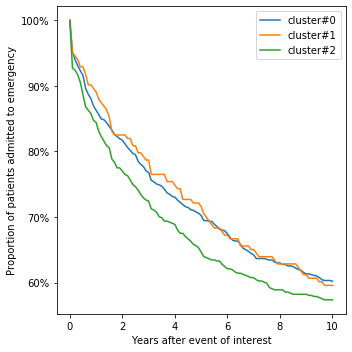 cluster#0
cluster#1
cluster#2
100%
90%
80%
70%
60%
Proportion of patients admitted to emergency
0 2 4 6 8 10
Years after event of interest